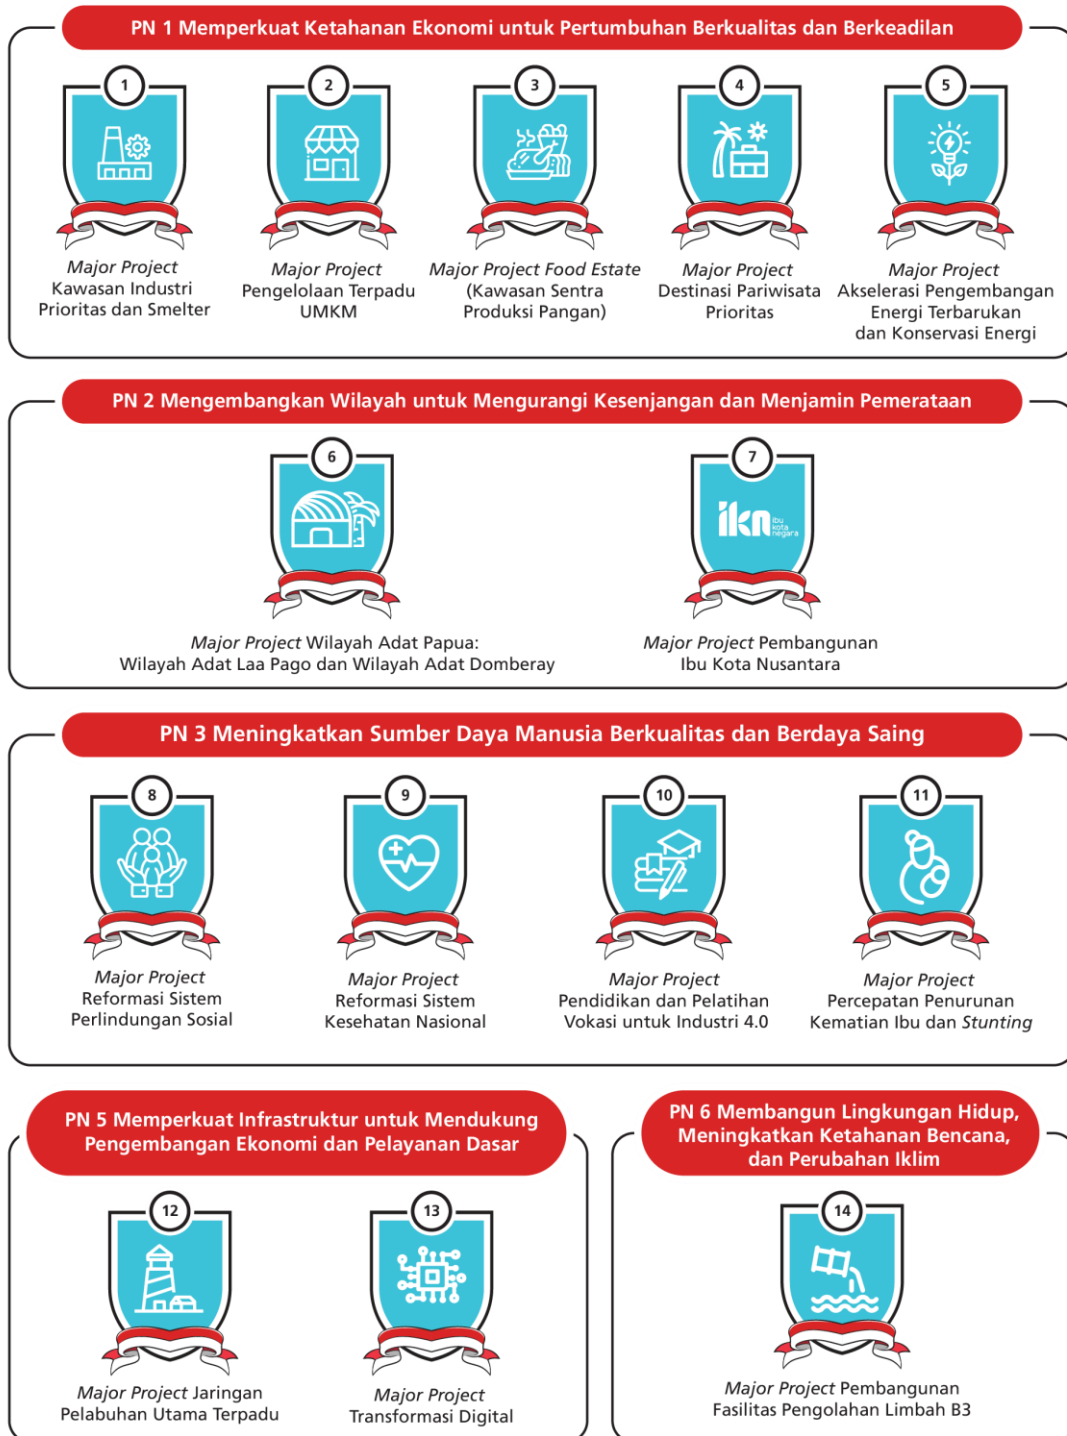 PN 1 Memperkuat Ketahanan Ekonomi untuk Pertumbuhan Berkualitas dan Berkeadilan
1
2
3
4
5
Major Project
Kawasan Industri
Prioritas dan Smelter
Major Project
Pengelolaan Terpadu
UMKM
Major Project Food Estate
(Kawasan Sentra
Produksi Pangan)
Major Project
Destinasi Pariwisata
Prioritas
Major Project
Akselerasi Pengembangan
Energi Terbarukan
dan Konservasi Energi
PN 2 Mengembangkan Wilayah untuk Mengurangi Kesenjangan dan Menjamin Pemerataan
6
7
ikn
ibu
kota
negara
Major Project Wilayah Adat Papua:
Wilayah Adat Laa Pago dan Wilayah Adat Domberay
Major Project Pembangunan
Ibu Kota Nusantara
PN 3 Meningkatkan Sumber Daya Manusia Berkualitas dan Berdaya Saing
8
9
10
11
Major Project
Reformasi Sistem
Perlindungan Sosial
Major Project
Reformasi Sistem
Kesehatan Nasional
Major Project
Pendidikan dan Pelatihan
Vokasi untuk Industri 4.0
Major Project
Percepatan Penurunan
Kematian Ibu dan Stunting
PN 5 Memperkuat Infrastruktur untuk Mendukung
Pengembangan Ekonomi dan Pelayanan Dasar
12
13
Major Project Jaringan
Pelabuhan Utama Terpadu
Major Project
Transformasi Digital
PN 6 Membangun Lingkungan Hidup,
Meningkatkan Ketahanan Bencana,
dan Perubahan Iklim
14
Major Project Pembangunan
Fasilitas Pengolahan Limbah B3